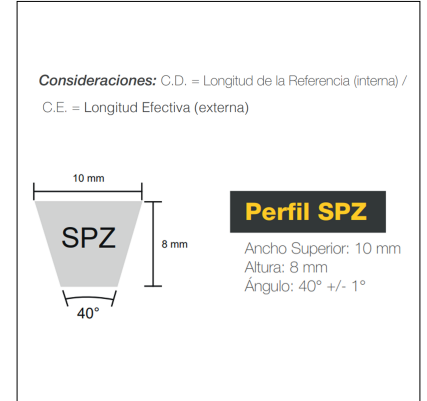 Consideraciones: C.D. = Longitud de la Referencia (interna) /
C.E. = Longitud Efectiva (externa)
10 mm
SPZ
8 mm
40°
Perfil SPZ
Ancho Superior: 10 mm
Altura: 8 mm
Ángulo: 40° +/- 1°